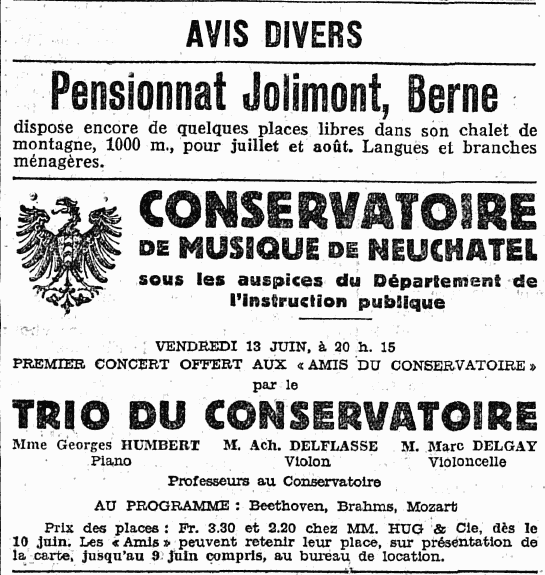 AVIS DIVERS
Pensionnat Jolimont, Berne
dispose encore de quelques places libres dans son chalet de
montagne, 1000 m., pour juillet et août. Langues et branches
ménagères.
CONSERVATOIRE
DE MUSIQUE DE NEUCHATEL
sous les auspices du Département de
l'instruction publique
VENDREDI 13 JUIN, à 20 h. 15
PREMIER CONCERT OFFERT AUX « AMIS DU CONSERVATOIRE »
par le
TRIO DU CONSERVATOIRE
Mme Georges HUMBERT M. Ach. DELFLASSE M. Marc DELGAY
Piano Violon Violoncelle
Professeurs au Conservatoire
AU PROGRAMME : Beethoven, Brahms, Mozart
Prix des places : Fr. 3.30 et 2.20 chez MM. HUG & Cie, dès le
10 juin. Les « Amis » peuvent retenir leur place, sur présentation de
la carte, jusqu'au 9 juin compris, au bureau de location.